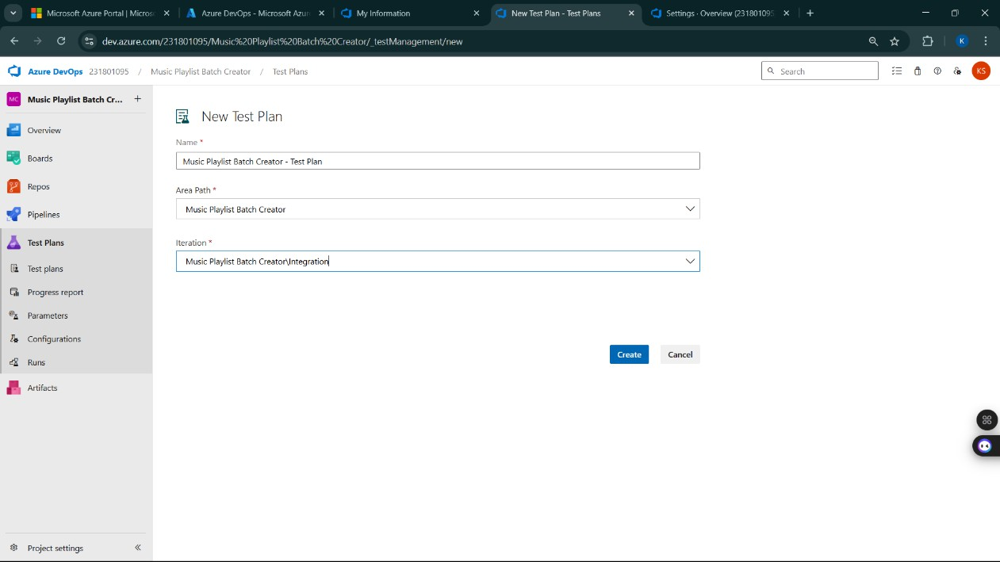 Microsoft Azure Portal | Micros
Azure DevOps - Microsoft Azur
My Information
New Test Plan - Test Plans
Settings · Overview (231801095
dev.azure.com/231801095/Music%20Playlist%20Batch%20Creator/_testManagement/new
K
Azure DevOps 231801095 / Music Playlist Batch Creator / Test Plans
Search
KS
MC Music Playlist Batch Cr... +
Overview
Boards
Repos
Pipelines
Test Plans
Test plans
Progress report
Parameters
Configurations
Runs
Artifacts
Project settings
New Test Plan
Name *
Music Playlist Batch Creator - Test Plan
Area Path *
Music Playlist Batch Creator
Iteration *
Music Playlist Batch Creator\Integration
Create
Cancel